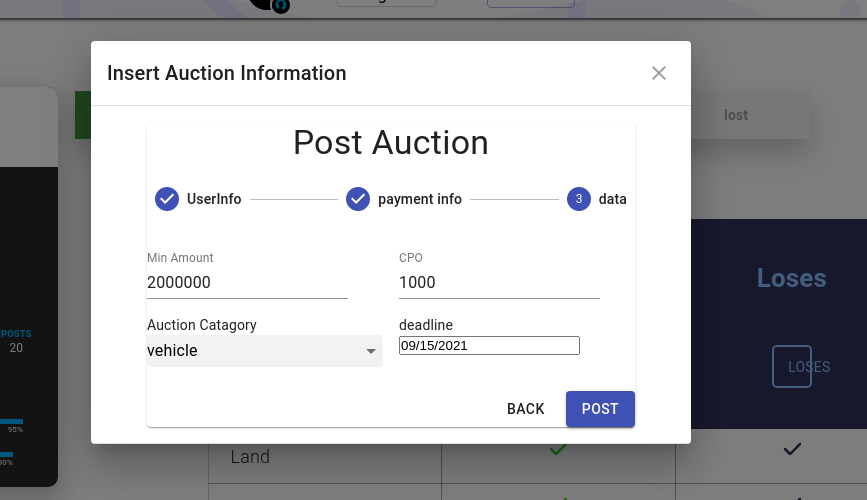 Insert Auction Information
lost
Post Auction
UserInfo
payment info
3 data
Min Amount
CPO
2000000
1000
Loses
Auction Catagory
deadline
vehicle
09/15/2021
POSTS
20
LOSES
BACK
POST
95%
90%
Land